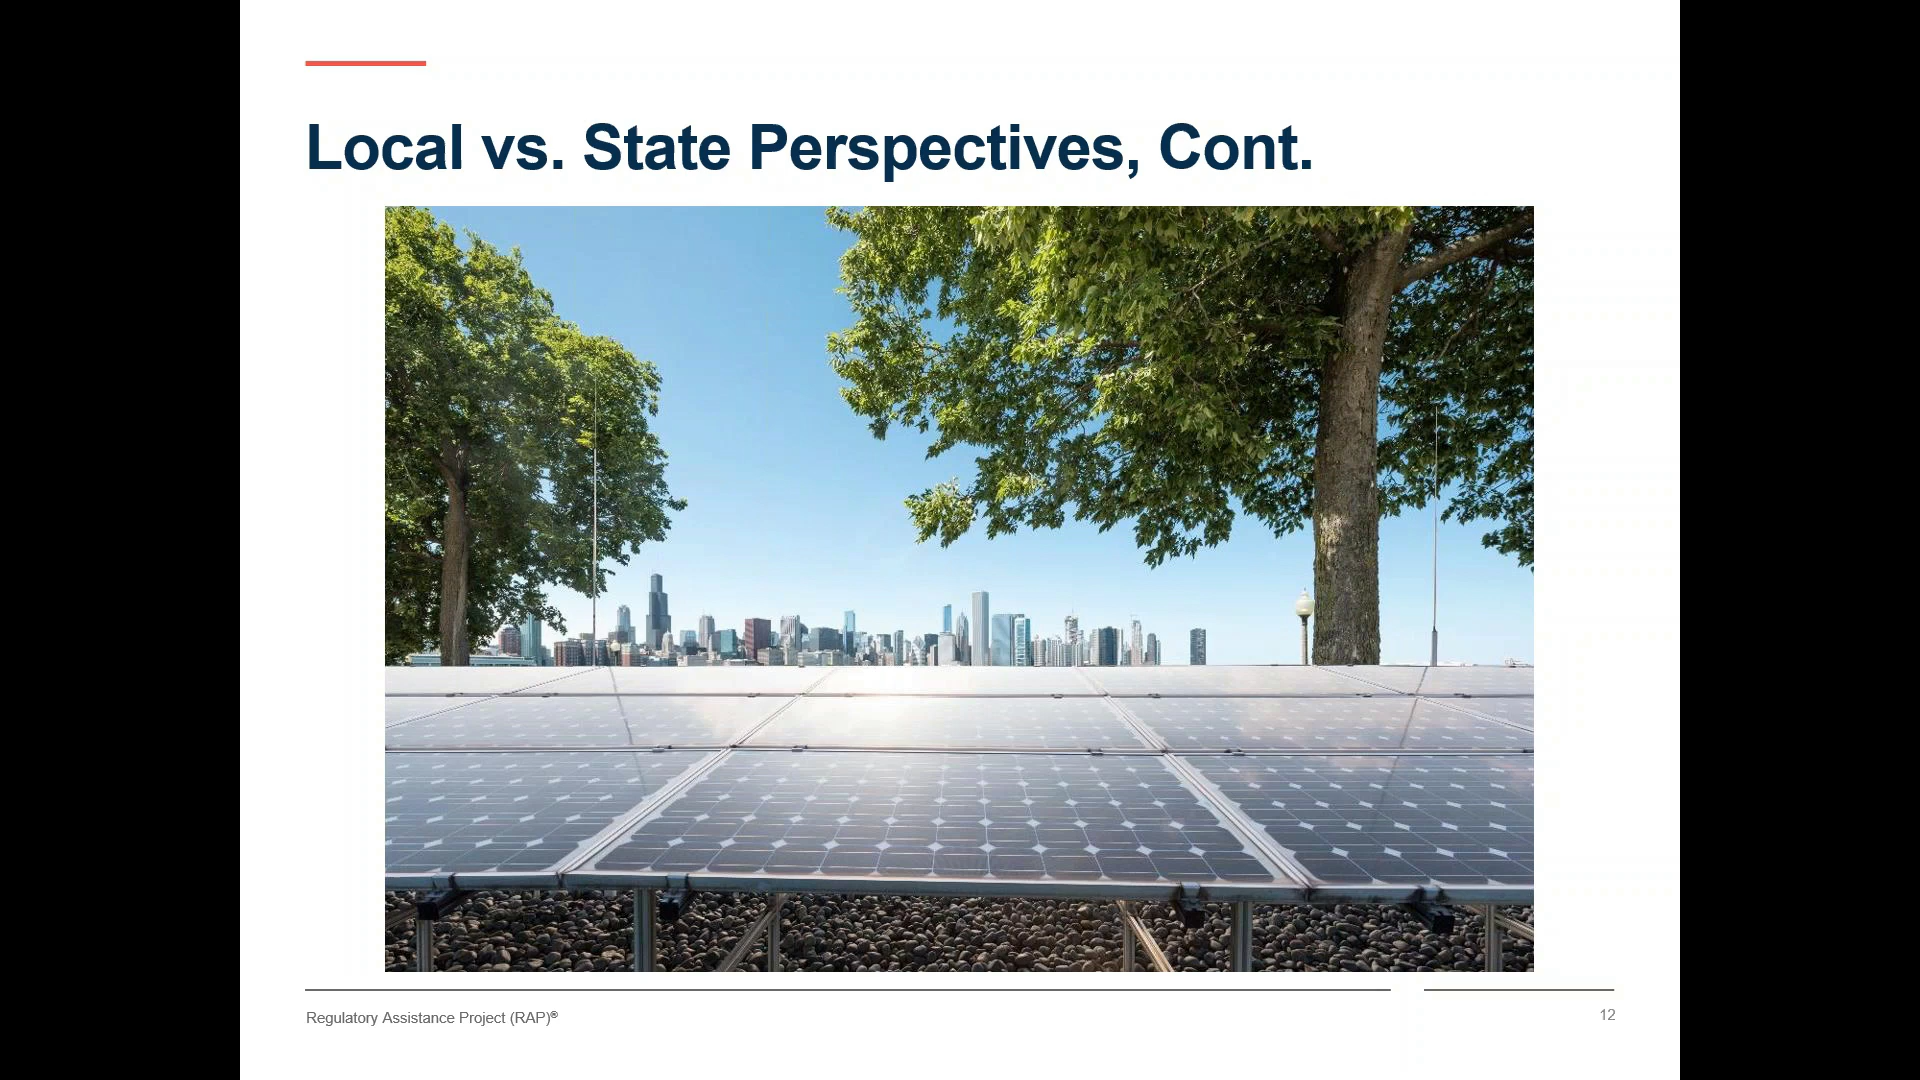 Local vs. State Perspectives, Cont.
Regulatory Assistance Project (RAP)®
12